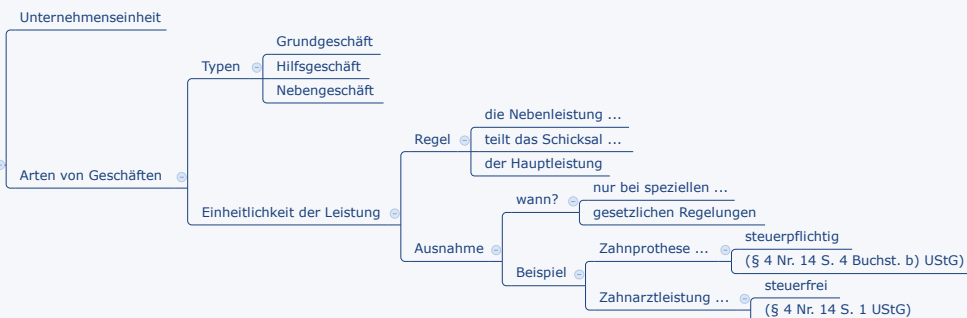 Unternehmenseinheit
Arten von Geschäften
Typen
Grundgeschäft
Hilfsgeschäft
Nebengeschäft
Einheitlichkeit der Leistung
Regel
die Nebenleistung ...
teilt das Schicksal ...
der Hauptleistung
Ausnahme
wann?
nur bei speziellen ...
gesetzlichen Regelungen
Beispiel
Zahnprothese ...
steuerpflichtig
(§ 4 Nr. 14 S. 4 Buchst. b) UStG)
Zahnarztleistung ...
steuerfrei
(§ 4 Nr. 14 S. 1 UStG)